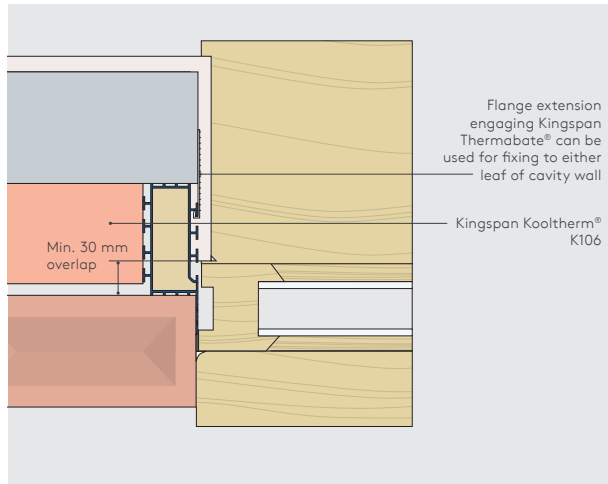 Flange extension
engaging Kingspan
Thermabate® can be
used for fixing to either
leaf of cavity wall
Kingspan Kooltherm®
K106
Min. 30 mm
overlap